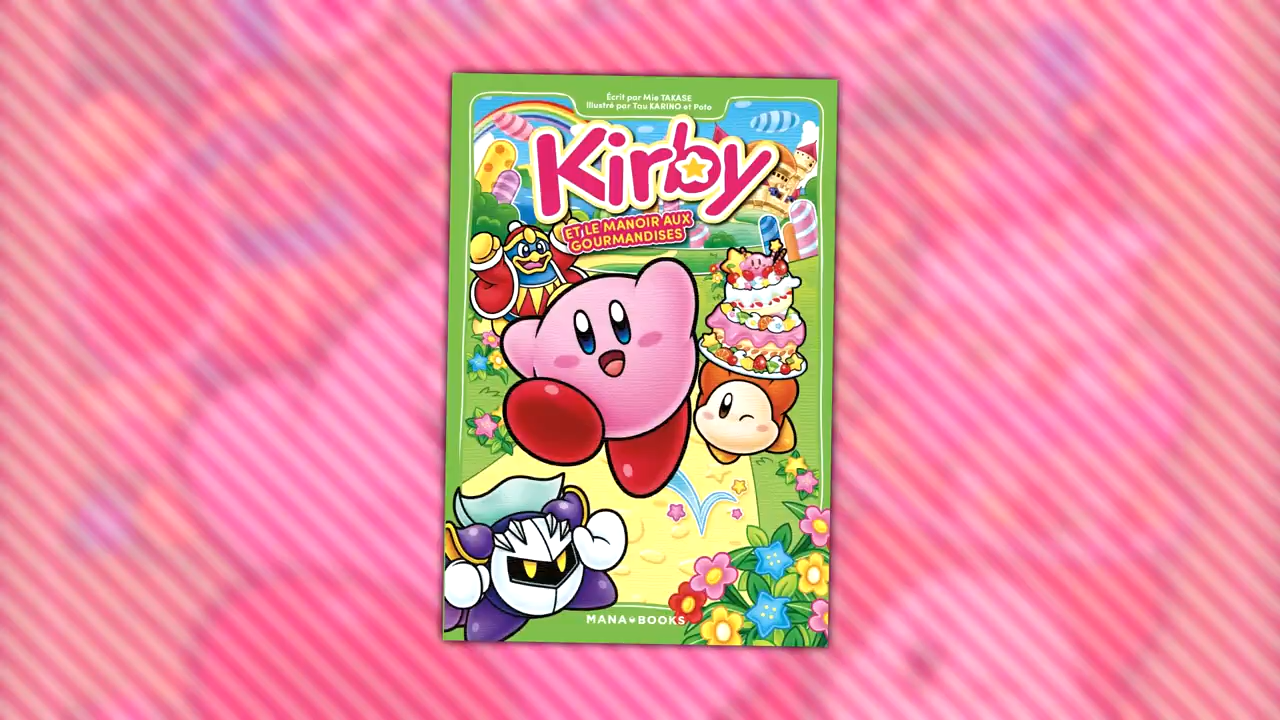 Écrit par Mie TAKASE
Illustré par Tau KARINO et Poto
Kirby
ET LE MANOIR AUX
GOURMANDISES
MANA BOOKS